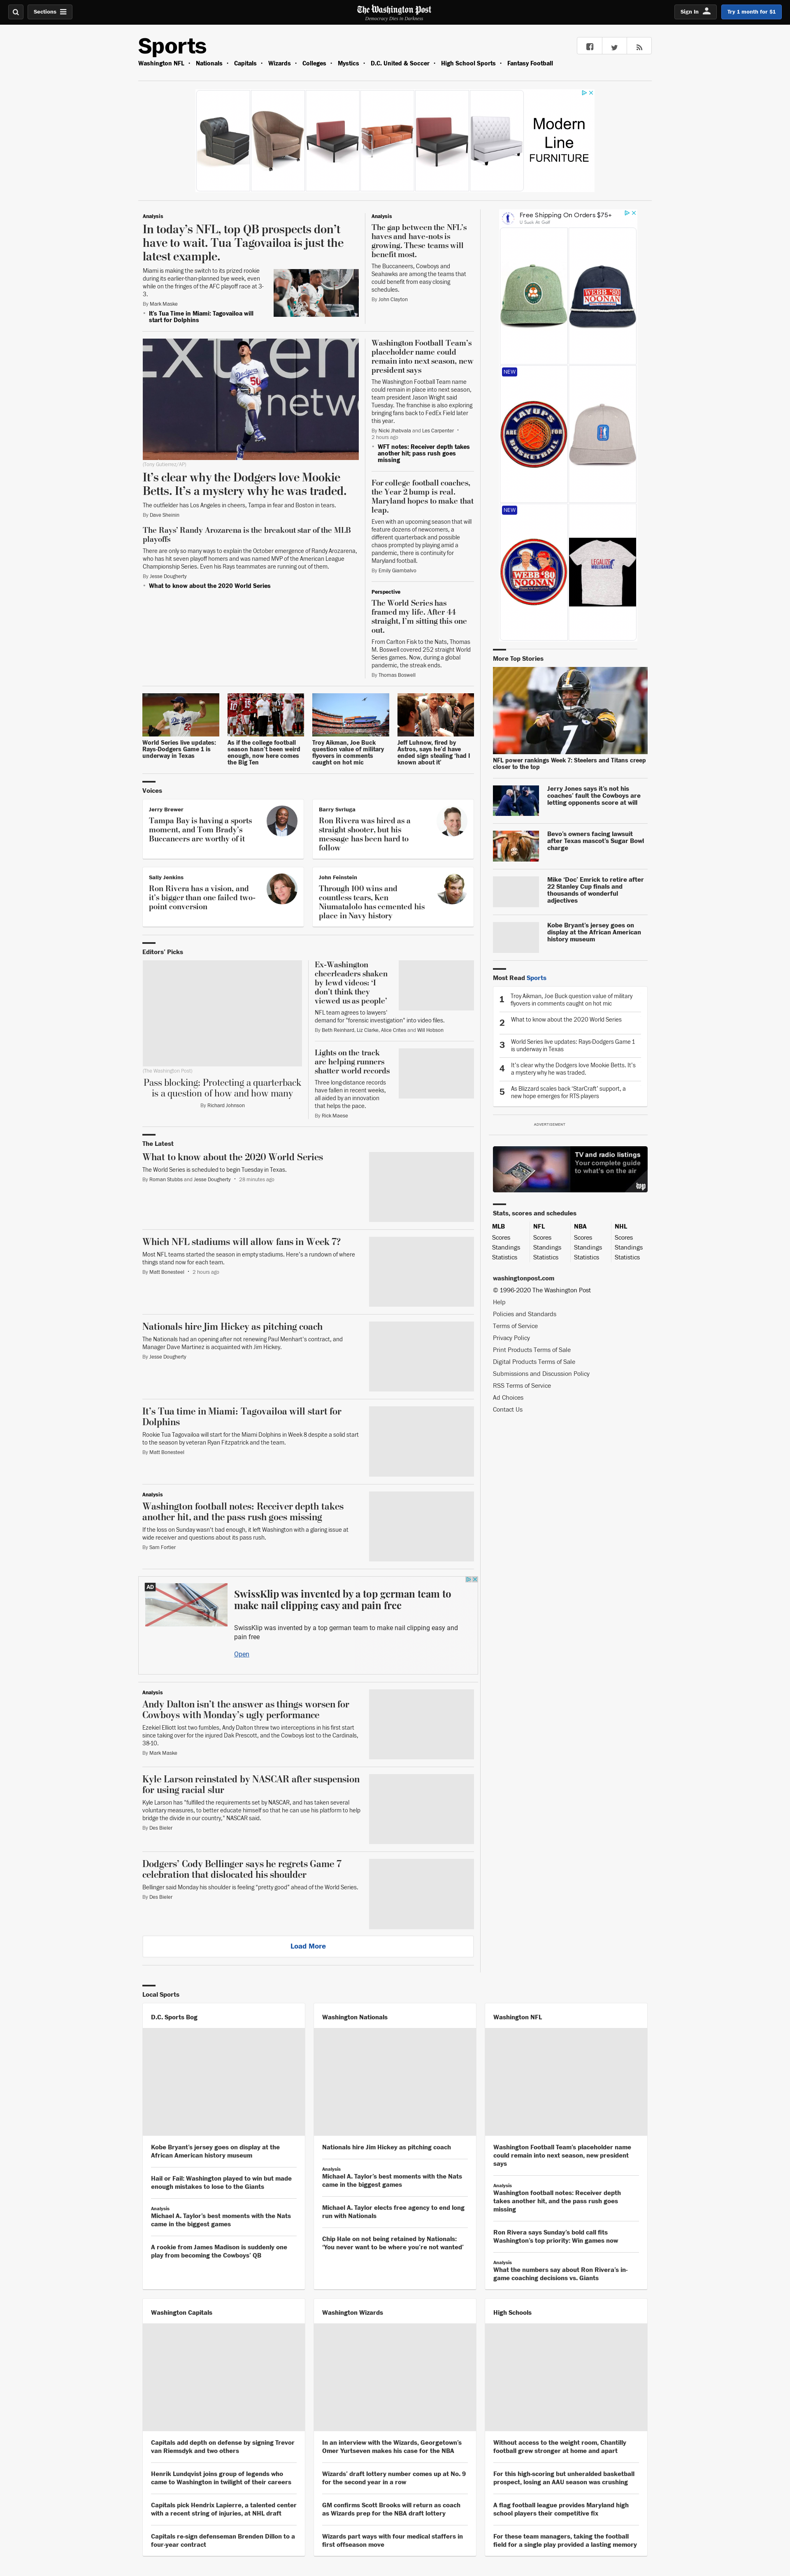 Sections
The Washington Post
Democracy Dies in Darkness
Sign In
Try 1 month for $1
Sports
Washington NFL • Nationals • Capitals • Wizards • Colleges • Mystics • D.C. United & Soccer • High School Sports • Fantasy Football
Modern
Line
FURNITURE
Analysis
In today's NFL, top QB prospects don't
have to wait. Tua Tagovailoa is just the
latest example.
Miami is making the switch to its prized rookie
during its earlier-than-planned bye week, even
while on the fringes of the AFC playoff race at 3-
3.
By Mark Maske
• It's Tua Time in Miami: Tagovailoa will
start for Dolphins
Analysis
The gap between the NFL's
haves and have-nots is
growing. These teams will
benefit most.
The Buccaneers, Cowboys and
Seahawks are among the teams that
could benefit from easy closing
schedules.
By John Clayton
(Tony Gutierrez/AP)
It's clear why the Dodgers love Mookie
Betts. It's a mystery why he was traded.
The outfielder has Los Angeles in cheers, Tampa in fear and Boston in tears.
By Dave Sheinin
The Rays' Randy Arozarena is the breakout star of the MLB
playoffs
There are only so many ways to explain the October emergence of Randy Arozarena,
who has hit seven playoff homers and was named MVP of the American League
Championship Series. Even his Rays teammates are running out of them.
By Jesse Dougherty
• What to know about the 2020 World Series
Washington Football Team's
placeholder name could
remain into next season, new
president says
The Washington Football Team name
could remain in place into next season,
team president Jason Wright said
Tuesday. The franchise is also exploring
bringing fans back to FedEx Field later
this year.
By Nicki Jhabvala and Les Carpenter •
2 hours ago
• WFT notes: Receiver depth takes
another hit; pass rush goes
missing
For college football coaches,
the Year 2 bump is real.
Maryland hopes to make that
leap.
Even with an upcoming season that will
feature dozens of newcomers, a
different quarterback and possible
chaos prompted by playing amid a
pandemic, there is continuity for
Maryland football.
By Emily Giambalvo
Perspective
The World Series has
framed my life. After 44
straight, I'm sitting this one
out.
From Carlton Fisk to the Nats, Thomas
M. Boswell covered 252 straight World
Series games. Now, during a global
pandemic, the streak ends.
By Thomas Boswell
World Series live updates:
Rays-Dodgers Game 1 is
underway in Texas
As if the college football
season hasn't been weird
enough, now here comes
the Big Ten
Troy Aikman, Joe Buck
question value of military
flyovers in comments
caught on hot mic
Jeff Luhnow, fired by
Astros, says he'd have
ended sign stealing 'had I
known about it'
Voices
Jerry Brewer
Tampa Bay is having a sports
moment, and Tom Brady's
Buccaneers are worthy of it
Barry Svrluga
Ron Rivera was hired as a
straight shooter, but his
message has been hard to
follow
Sally Jenkins
Ron Rivera has a vision, and
it's bigger than one failed two-
point conversion
John Feinstein
Through 100 wins and
countless tears, Ken
Niumatalolo has cemented his
place in Navy history
Editors' Picks
(The Washington Post)
Pass blocking: Protecting a quarterback
is a question of how and how many
By Richard Johnson
Ex-Washington
cheerleaders shaken
by lewd videos: 'I
don't think they
viewed us as people'
NFL team agrees to lawyers'
demand for "forensic investigation" into video files.
By Beth Reinhard, Liz Clarke, Alice Crites and Will Hobson
Lights on the track
are helping runners
shatter world records
Three long-distance records
have fallen in recent weeks,
all aided by an innovation
that helps the pace.
By Rick Maese
The Latest
What to know about the 2020 World Series
The World Series is scheduled to begin Tuesday in Texas.
By Roman Stubbs and Jesse Dougherty • 28 minutes ago
Which NFL stadiums will allow fans in Week 7?
Most NFL teams started the season in empty stadiums. Here's a rundown of where
things stand now for each team.
By Matt Bonesteel • 2 hours ago
Nationals hire Jim Hickey as pitching coach
The Nationals had an opening after not renewing Paul Menhart's contract, and
Manager Dave Martinez is acquainted with Jim Hickey.
By Jesse Dougherty
It's Tua time in Miami: Tagovailoa will start for
Dolphins
Rookie Tua Tagovailoa will start for the Miami Dolphins in Week 8 despite a solid start
to the season by veteran Ryan Fitzpatrick and the team.
By Matt Bonesteel
Analysis
Washington football notes: Receiver depth takes
another hit, and the pass rush goes missing
If the loss on Sunday wasn't bad enough, it left Washington with a glaring issue at
wide receiver and questions about its pass rush.
By Sam Fortier
AD
SwissKlip was invented by a top german team to
make nail clipping easy and pain free
SwissKlip was invented by a top german team to make nail clipping easy and
pain free
Open
Analysis
Andy Dalton isn't the answer as things worsen for
Cowboys with Monday's ugly performance
Ezekiel Elliott lost two fumbles, Andy Dalton threw two interceptions in his first start
since taking over for the injured Dak Prescott, and the Cowboys lost to the Cardinals,
38-10.
By Mark Maske
Kyle Larson reinstated by NASCAR after suspension
for using racial slur
Kyle Larson has "fulfilled the requirements set by NASCAR, and has taken several
voluntary measures, to better educate himself so that he can use his platform to help
bridge the divide in our country," NASCAR said.
By Des Bieler
Dodgers' Cody Bellinger says he regrets Game 7
celebration that dislocated his shoulder
Bellinger said Monday his shoulder is feeling "pretty good" ahead of the World Series.
By Des Bieler
Load More
Free Shipping On Orders $75+
U Suck At Golf
WEBB '80
NOONAN
NEW
LAYUPS
ARE FOR
BASKETBALL
NEW
WEBB '80
NOONAN
LEGALIZE
More Top Stories
NFL power rankings Week 7: Steelers and Titans creep
closer to the top
Jerry Jones says it's not his
coaches' fault the Cowboys are
letting opponents score at will
Bevo's owners facing lawsuit
after Texas mascot's Sugar Bowl
charge
Mike 'Doc' Emrick to retire after
22 Stanley Cup finals and
thousands of wonderful
adjectives
Kobe Bryant's jersey goes on
display at the African American
history museum
Most Read Sports
1 Troy Aikman, Joe Buck question value of military
flyovers in comments caught on hot mic
2 What to know about the 2020 World Series
3 World Series live updates: Rays-Dodgers Game 1
is underway in Texas
4 It's clear why the Dodgers love Mookie Betts. It's
a mystery why he was traded.
5 As Blizzard scales back 'StarCraft' support, a
new hope emerges for RTS players
ADVERTISEMENT
TV and radio listings
Your complete guide
to what's on the air
wp
Stats, scores and schedules
MLB NFL NBA NHL
Scores Scores Scores Scores
Standings Standings Standings Standings
Statistics Statistics Statistics Statistics
washingtonpost.com
© 1996-2020 The Washington Post
Help
Policies and Standards
Terms of Service
Privacy Policy
Print Products Terms of Sale
Digital Products Terms of Sale
Submissions and Discussion Policy
RSS Terms of Service
Ad Choices
Contact Us
Local Sports
D.C. Sports Bog
Kobe Bryant's jersey goes on display at the
African American history museum
Hail or Fail: Washington played to win but made
enough mistakes to lose to the Giants
Analysis
Michael A. Taylor's best moments with the Nats
came in the biggest games
A rookie from James Madison is suddenly one
play from becoming the Cowboys' QB
Washington Nationals
Nationals hire Jim Hickey as pitching coach
Analysis
Michael A. Taylor's best moments with the Nats
came in the biggest games
Michael A. Taylor elects free agency to end long
run with Nationals
Chip Hale on not being retained by Nationals:
'You never want to be where you're not wanted'
Washington NFL
Washington Football Team's placeholder name
could remain into next season, new president
says
Analysis
Washington football notes: Receiver depth
takes another hit, and the pass rush goes
missing
Ron Rivera says Sunday's bold call fits
Washington's top priority: Win games now
Analysis
What the numbers say about Ron Rivera's in-
game coaching decisions vs. Giants
Washington Capitals
Capitals add depth on defense by signing Trevor
van Riemsdyk and two others
Henrik Lundqvist joins group of legends who
came to Washington in twilight of their careers
Capitals pick Hendrix Lapierre, a talented center
with a recent string of injuries, at NHL draft
Capitals re-sign defenseman Brenden Dillon to a
four-year contract
Washington Wizards
In an interview with the Wizards, Georgetown's
Omer Yurtseven makes his case for the NBA
Wizards' draft lottery number comes up at No. 9
for the second year in a row
GM confirms Scott Brooks will return as coach
as Wizards prep for the NBA draft lottery
Wizards part ways with four medical staffers in
first offseason move
High Schools
Without access to the weight room, Chantilly
football grew stronger at home and apart
For this high-scoring but unheralded basketball
prospect, losing an AAU season was crushing
A flag football league provides Maryland high
school players their competitive fix
For these team managers, taking the football
field for a single play provided a lasting memory